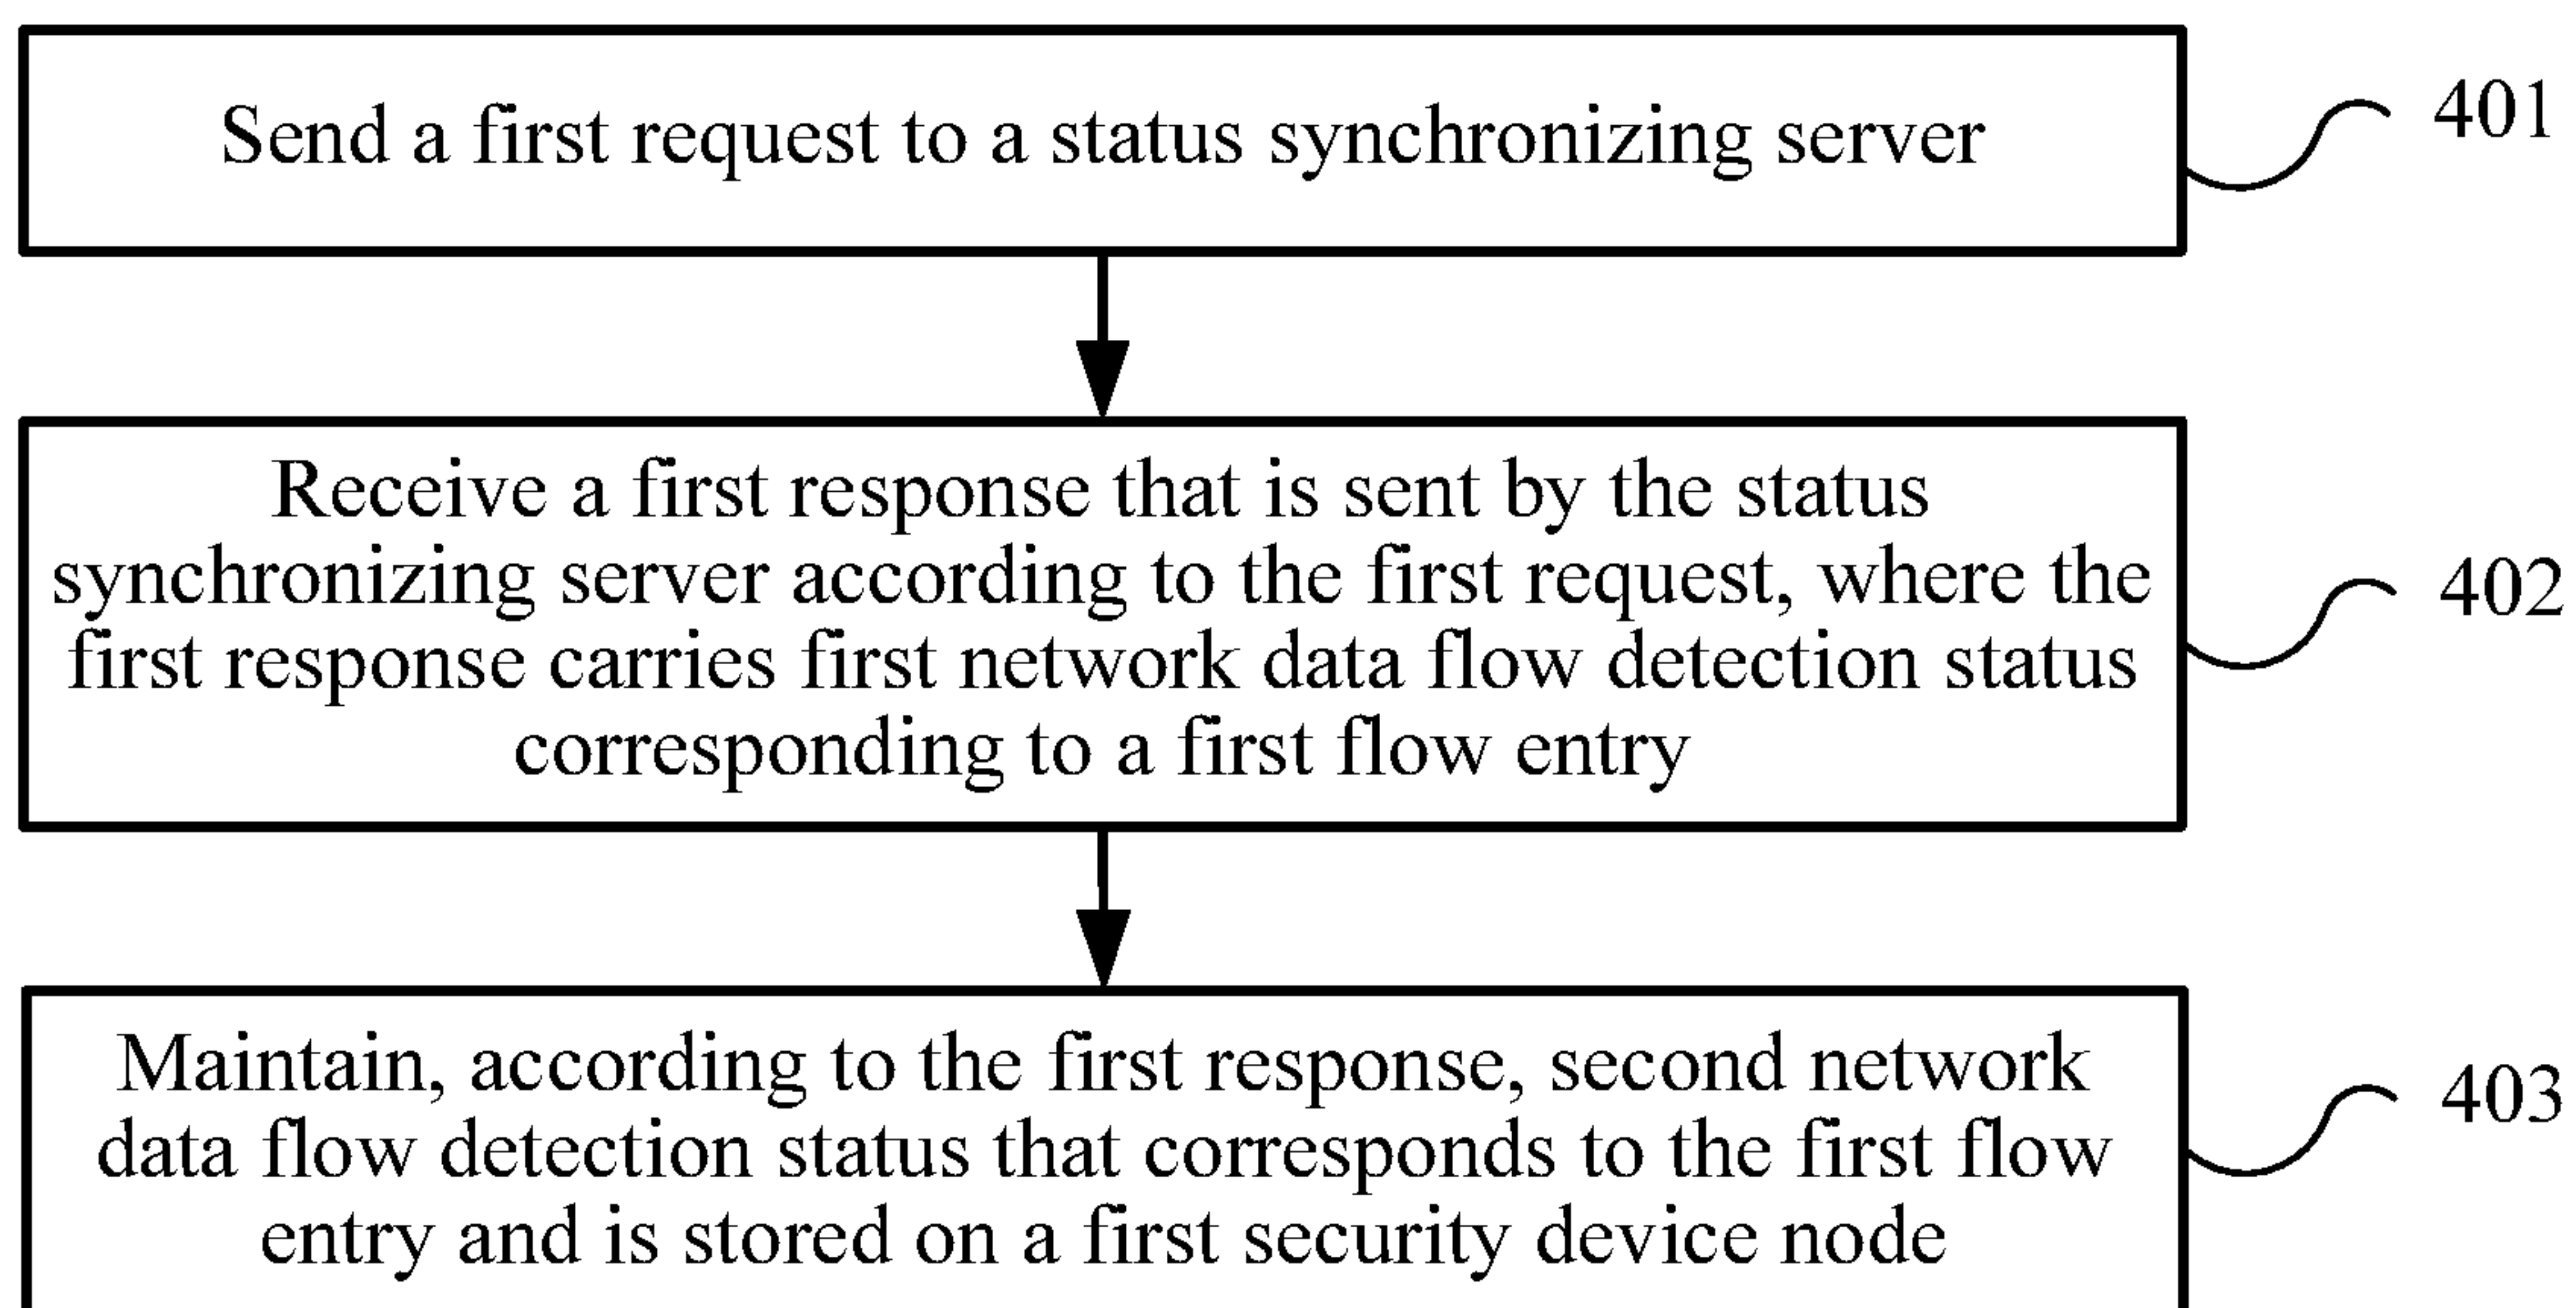 Send a first request to a status synchronizing server
401
Receive a first response that is sent by the status
synchronizing server according to the first request, where the
first response carries first network data flow detection status
corresponding to a first flow entry
402
Maintain, according to the first response, second network
data flow detection status that corresponds to the first flow
entry and is stored on a first security device node
403